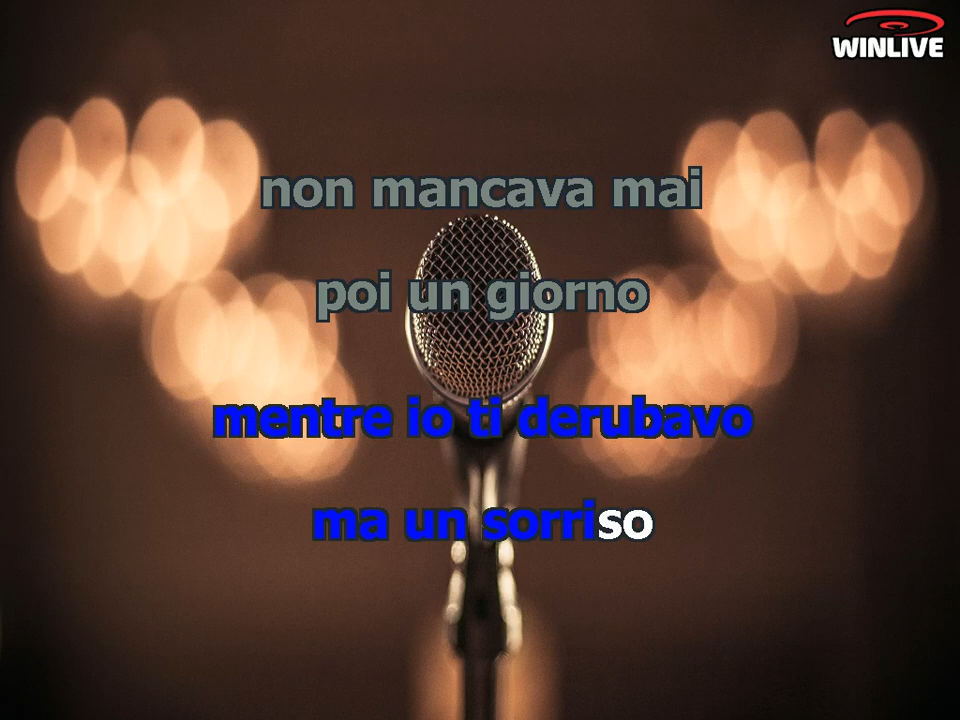 WINLIVE
non mancava mai
poi un giorno
mentre io ti derubavo
ma un sorriso